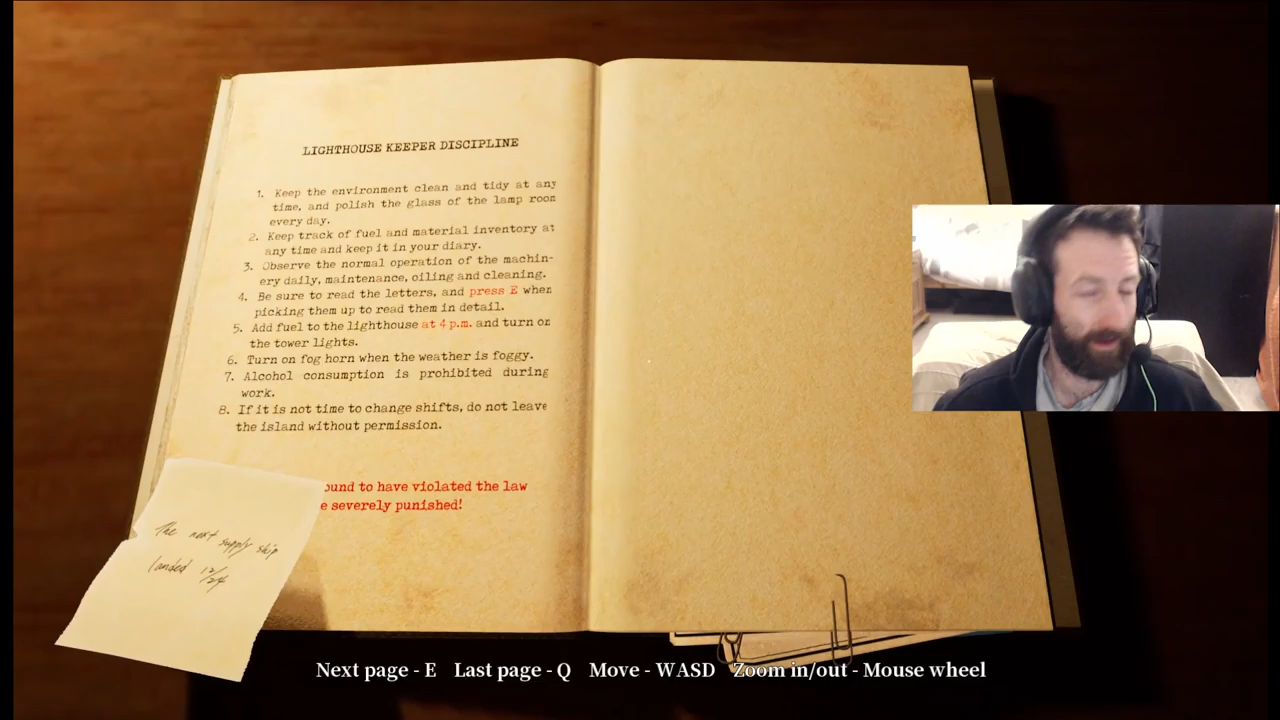 LIGHTHOUSE KEEPER DISCIPLINE
1. Keep the environment clean and tidy at any
time, and polish the glass of the lamp room
every day.
2. Keep track of fuel and material inventory at
any time and keep it in your diary.
3. Observe the normal operation of the machin-
ery daily, maintenance, oiling and cleaning.
4. Be sure to read the letters, and press E when
picking them up to read them in detail.
5. Add fuel to the lighthouse at 4 p.m. and turn on
the tower lights.
6. Turn on fog horn when the weather is foggy.
7. Alcohol consumption is prohibited during
work.
8. If it is not time to change shifts, do not leave
the island without permission.
ound to have violated the law
e severely punished!
The next supply ship
landed 12/24
Next page - E Last page - Q Move - WASD Zoom in/out - Mouse wheel